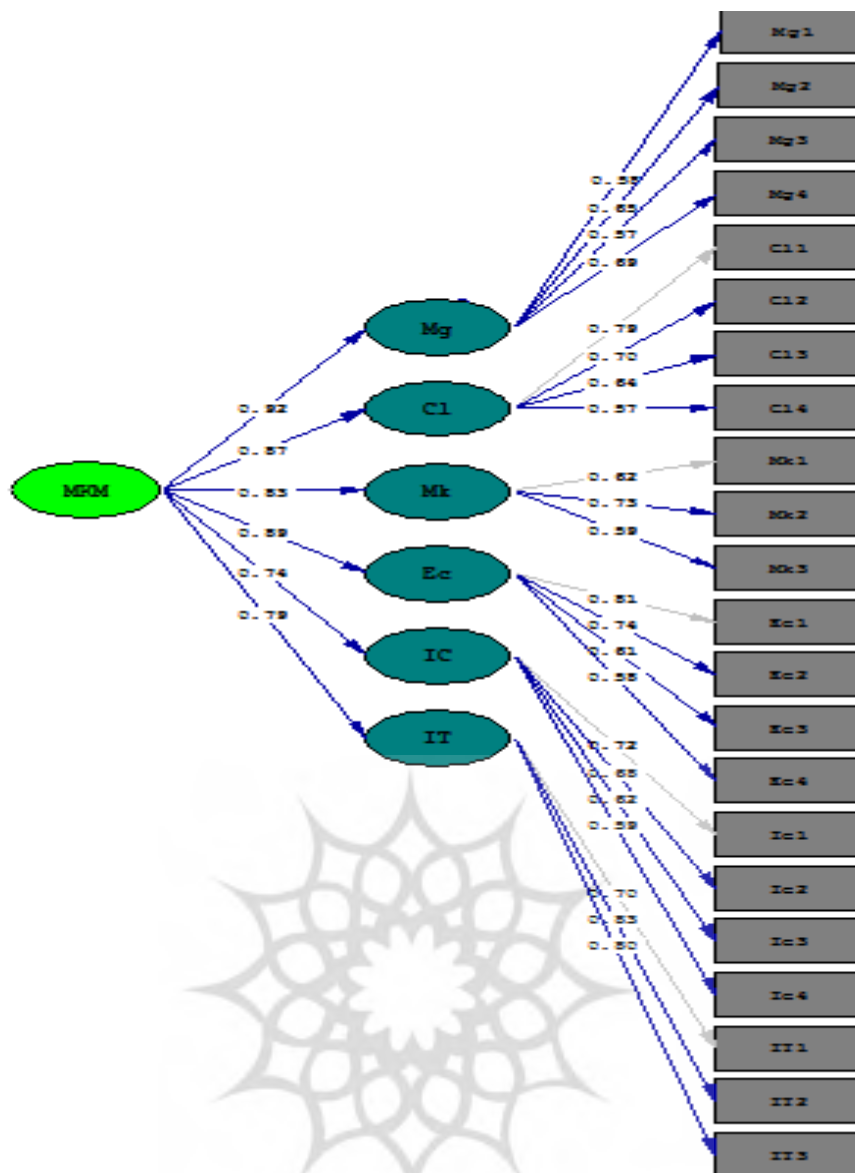 Mg1
Mg2
Mg3
0.58
Mg4
0.65
0.57
Cl1
0.69
Cl2
Mg
0.79
0.70
Cl3
0.64
0.92
Cl
0.57
Cl4
0.87
Mk1
0.62
MKM
0.83
Mk
0.73
Mk2
0.59
Mk3
0.89
Ec
0.74
0.81
0.79
0.74
Ec1
0.61
IC
0.58
Ec2
Ec3
IT
0.72
0.68
Ec4
0.62
0.59
Ic1
0.70
Ic2
0.83
0.80
Ic3
Ic4
IT1
IT2
IT3